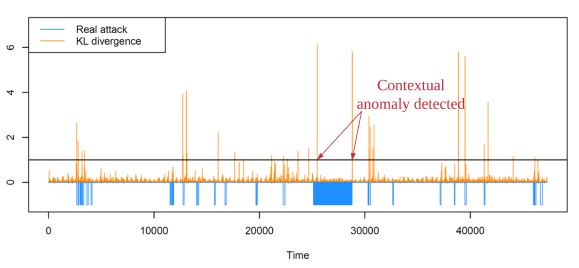 Real attack
KL divergence
6
4
2
0
Contextual
anomaly detected
0 10000 20000 30000 40000
Time